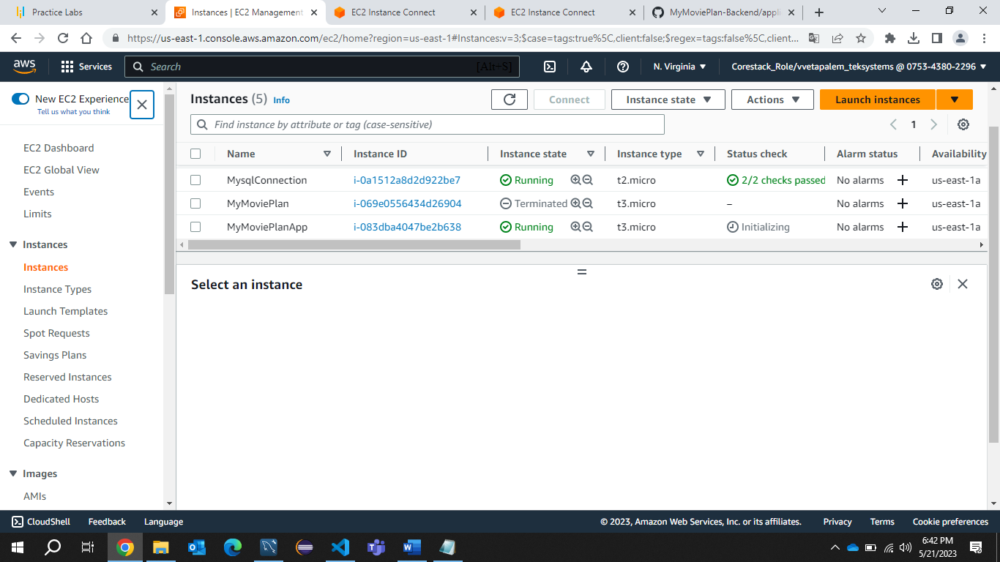 Practice Labs
Instances | EC2 Management
EC2 Instance Connect
EC2 Instance Connect
MyMoviePlan-Backend/appli
https://us-east-1.console.aws.amazon.com/ec2/home?region=us-east-1#Instances:v=3;$case=tags:true%5C,client:false;$regex=tags:false%5C,client...
aws
Services
Search
[Alt+S]
N. Virginia
Corestack_Role/vvetapalem_teksystems @ 0753-4380-2296
New EC2 Experience
Tell us what you think
EC2 Dashboard
EC2 Global View
Events
Limits
Instances
Instances
Instance Types
Launch Templates
Spot Requests
Savings Plans
Reserved Instances
Dedicated Hosts
Scheduled Instances
Capacity Reservations
Images
AMIs
Instances (5) Info
Connect
Instance state
Actions
Launch instances
Find instance by attribute or tag (case-sensitive)
1
Name Instance ID Instance state Instance type Status check Alarm status Availability
MysqlConnection i-0a1512a8d2d922be7 Running t2.micro 2/2 checks passed No alarms + us-east-1a
MyMoviePlan i-069e0556434d26904 Terminated t3.micro – No alarms + us-east-1a
MyMoviePlanApp i-083dba4047be2b638 Running t3.micro Initializing No alarms + us-east-1a
Select an instance
CloudShell Feedback Language © 2023, Amazon Web Services, Inc. or its affiliates. Privacy Terms Cookie preferences
6:42 PM
5/21/2023